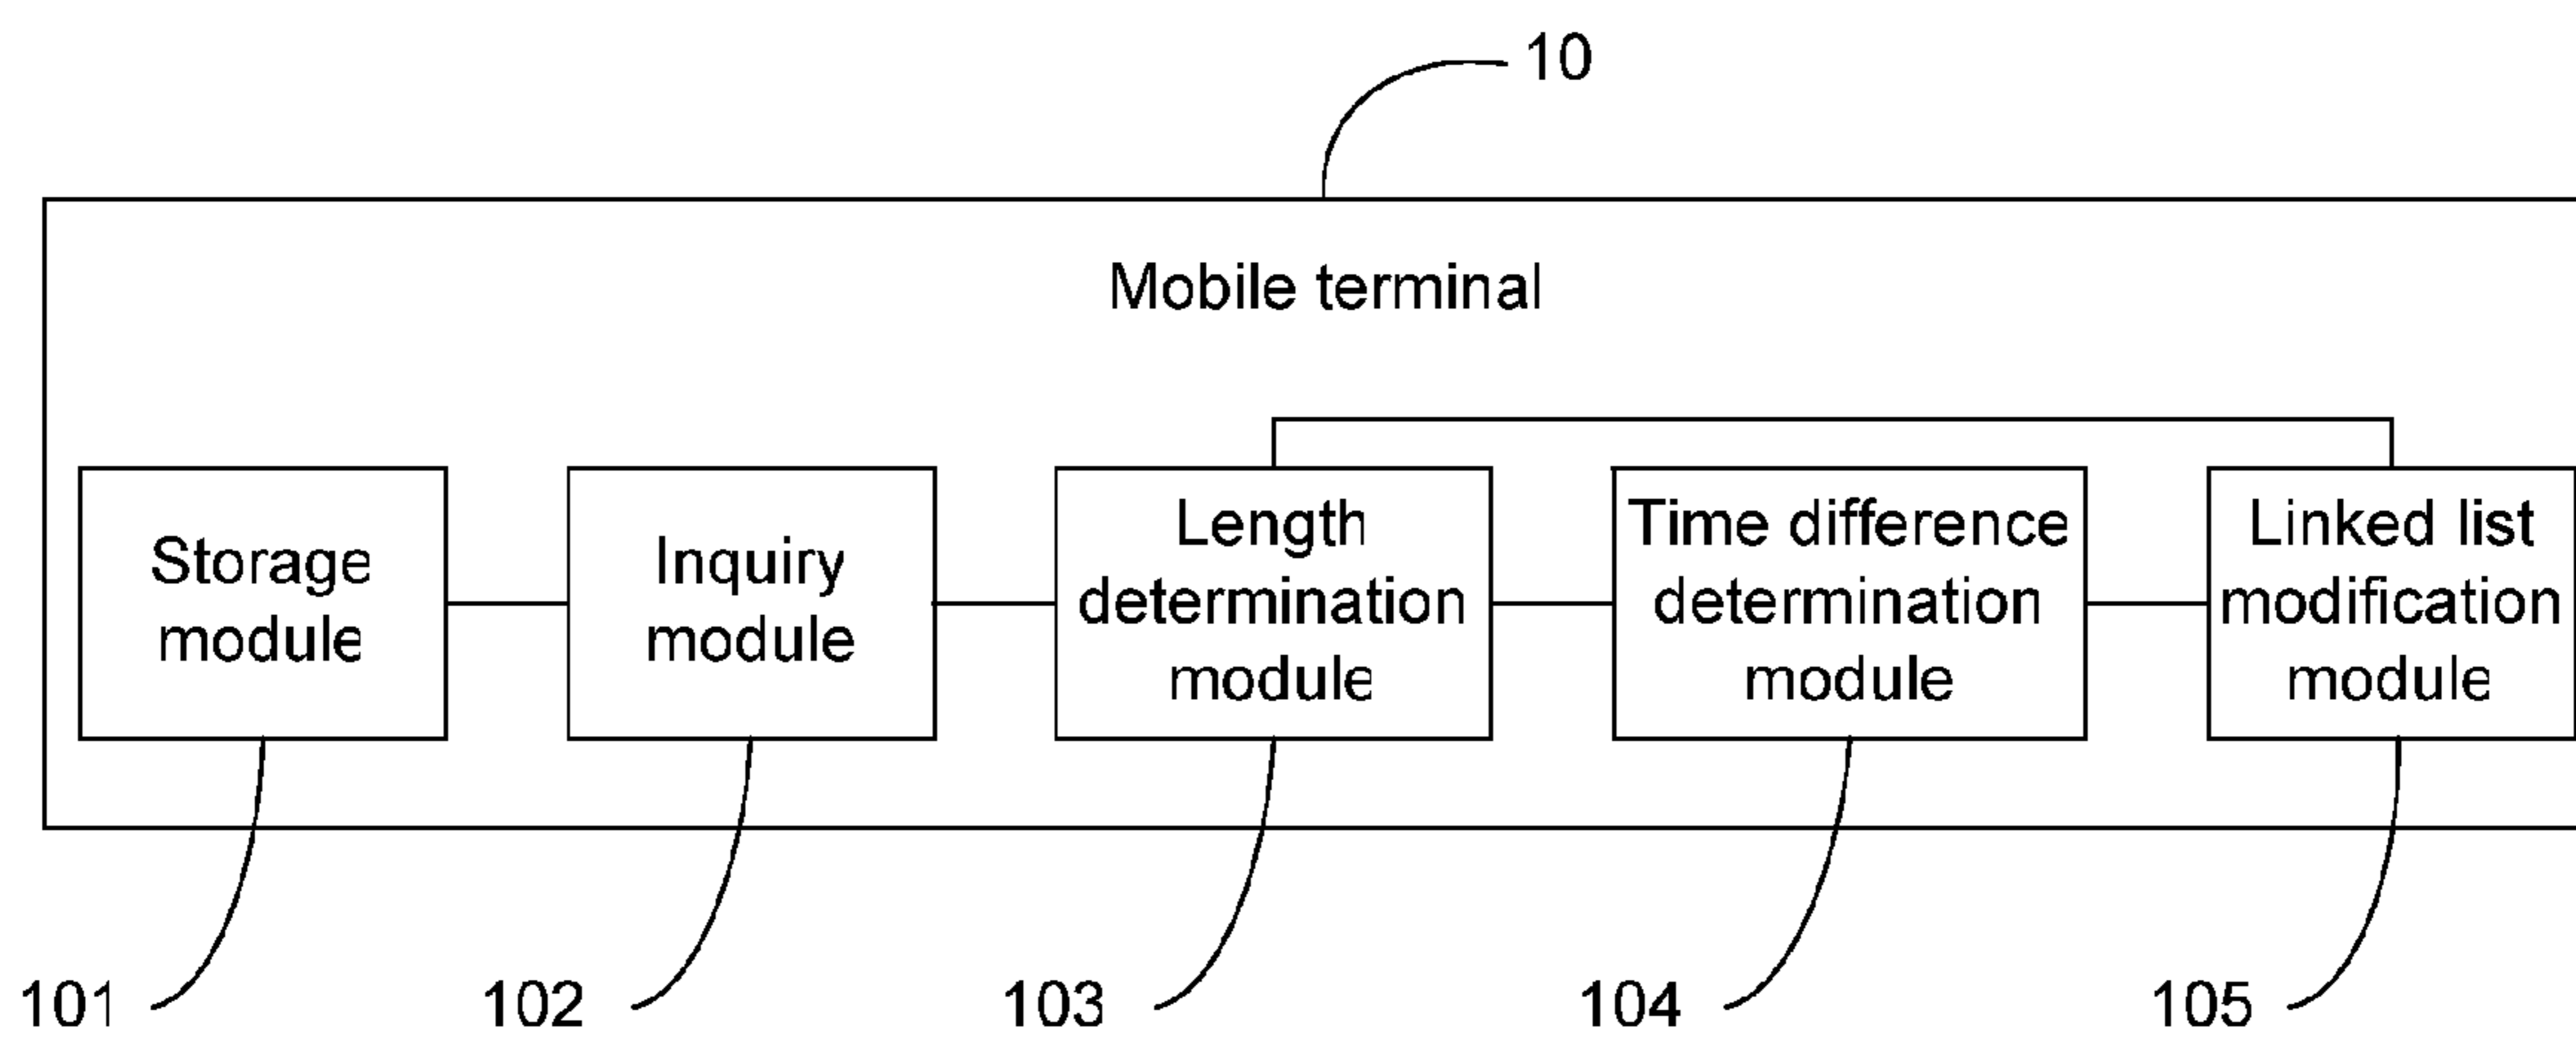 10
Mobile terminal
Storage
module
Inquiry
module
Length
determination
module
Time difference
determination
module
Linked list
modification
module
101
102
103
104
105